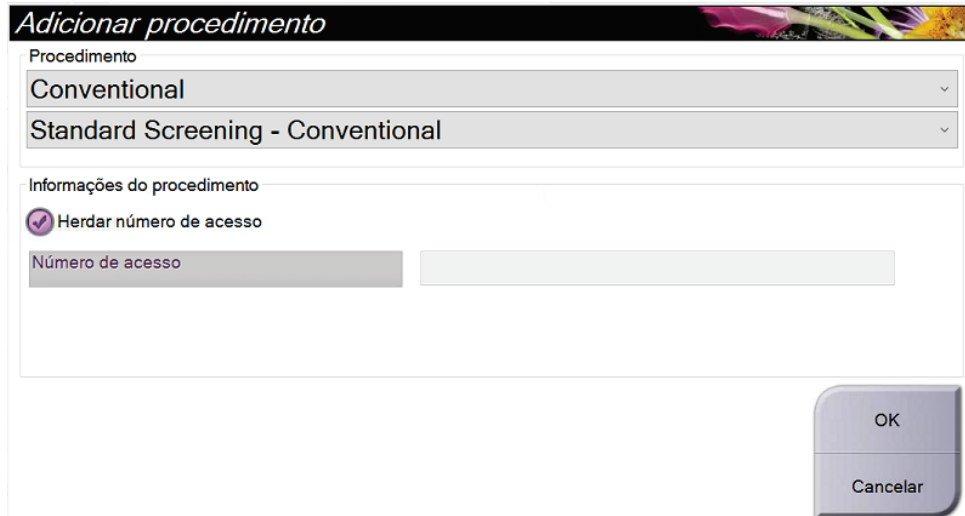 Adicionar procedimento
Procedimento
Conventional
Standard Screening - Conventional
Informações do procedimento
Herdar número de acesso
Número de acesso
OK
Cancelar